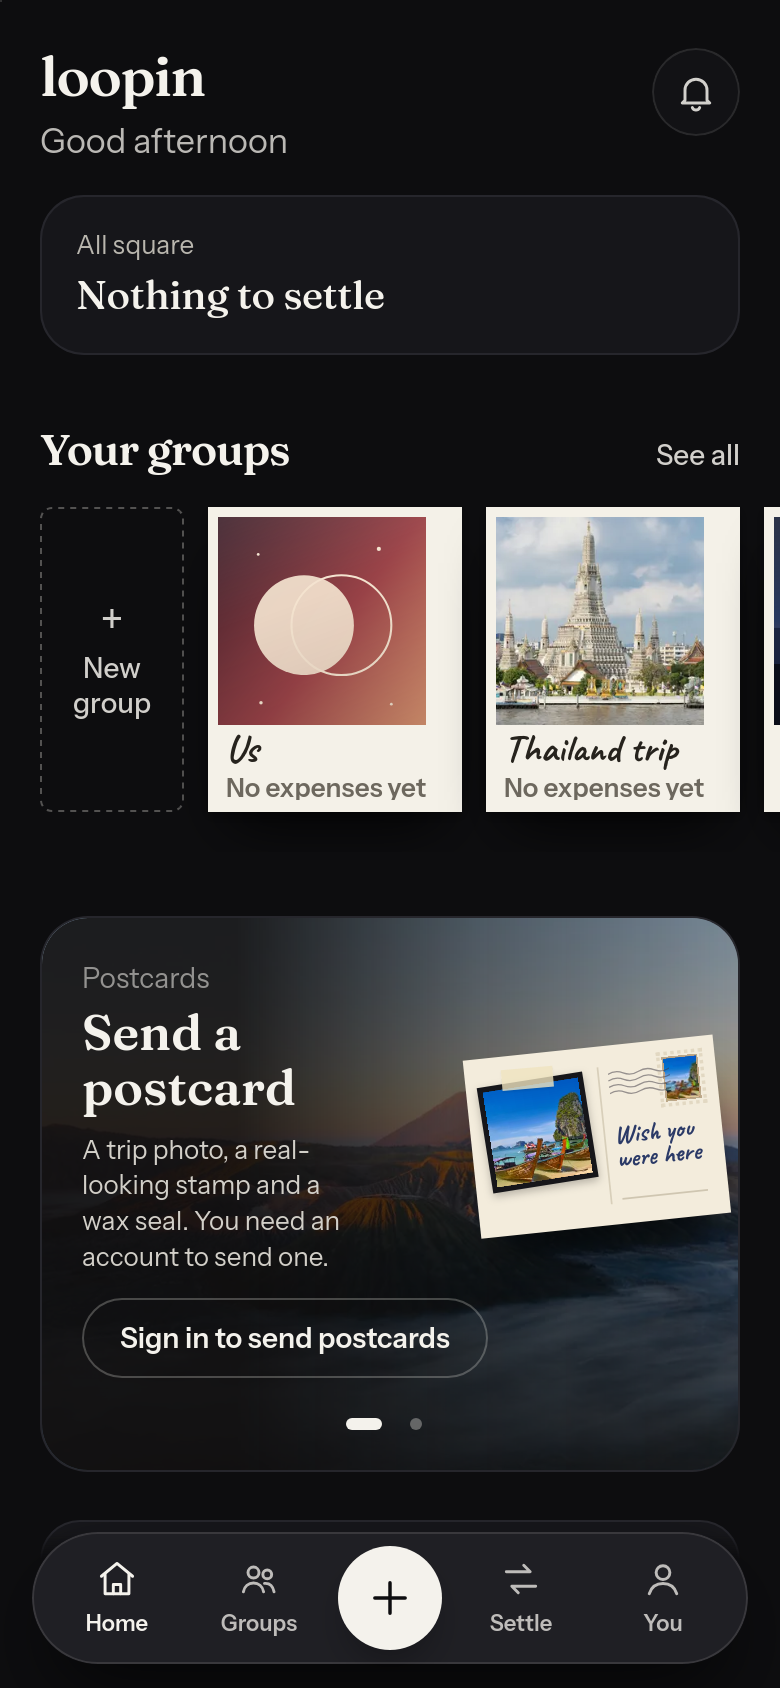 loopin
Good afternoon
All square
Nothing to settle
Your groups
See all
+
New
group
Us
No expenses yet
Thailand trip
No expenses yet
Postcards
Send a
postcard
A trip photo, a real-
looking stamp and a
wax seal. You need an
account to send one.
Wish you
were here
Sign in to send postcards
Home
Groups
Settle
You